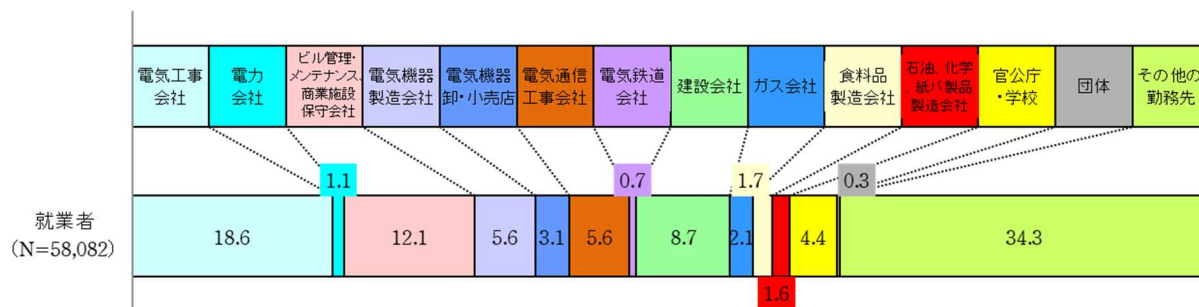 電気工事
会社
電力
会社
ビル管理・
メンテナンス、
商業施設
保守会社
電気機器
製造会社
電気機器
卸・小売店
電気通信
工事会社
電気鉄道
会社
建設会社
ガス会社
食料品
製造会社
石油、化学
、紙パ製品
製造会社
官公庁
・学校
団体
その他の
勤務先
1.1
0.7
1.7
0.3
就業者
(N=58,082)
18.6
12.1
5.6
3.1
5.6
8.7
2.1
4.4
34.3
1.6